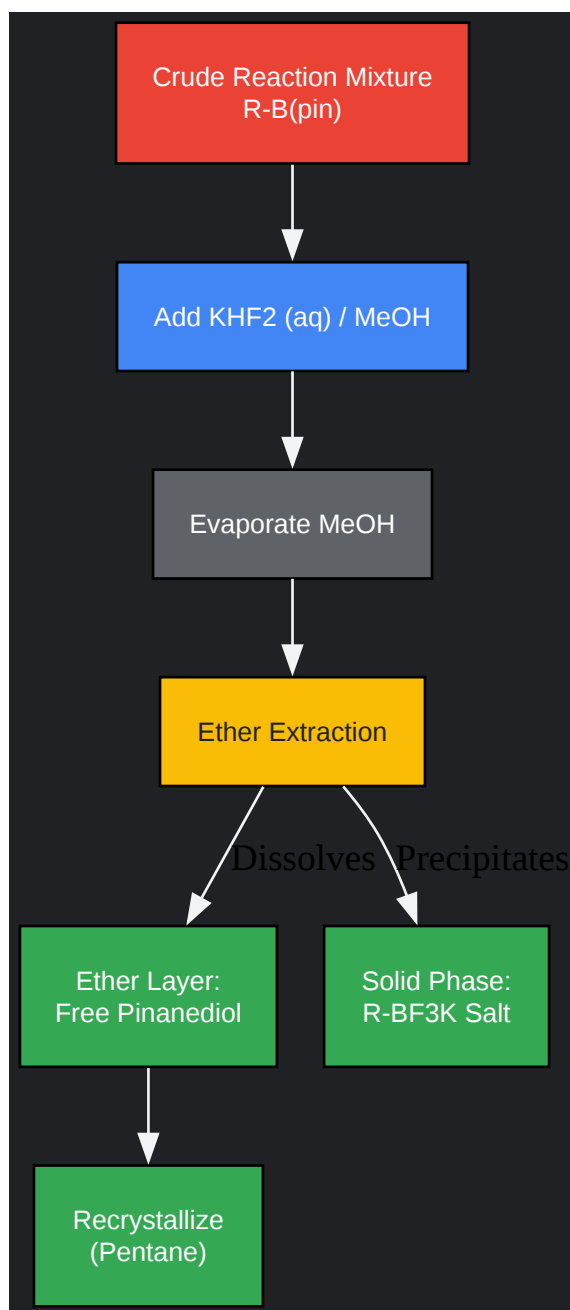 Crude Reaction Mixture
R-B(pin)
Add KHF2 (aq) / MeOH
Evaporate MeOH
Ether Extraction
Dissolves
Precipitates
Ether Layer:
Free Pinanediol
Solid Phase:
R-BF3K Salt
Recrystallize
(Pentane)